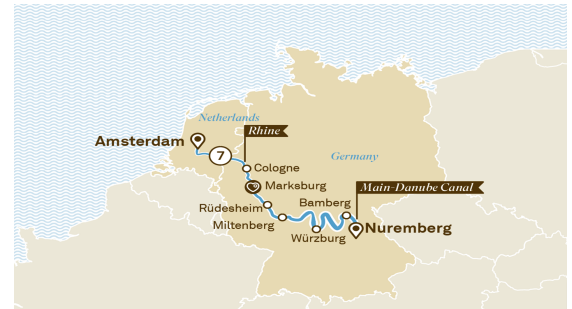 Netherlands
Rhine
Amsterdam
7
Germany
Cologne
Marksburg
Main-Danube Canal
Rüdesheim
Bamberg
Miltenberg
Nuremberg
Würzburg